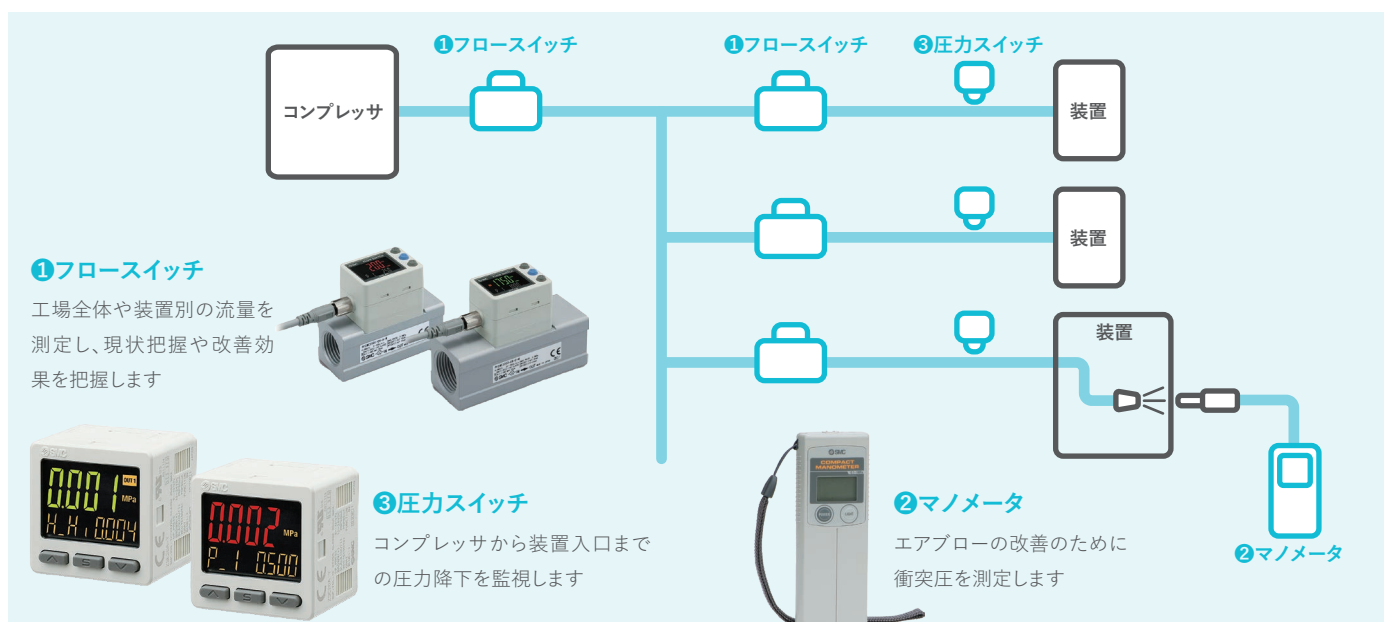 ❶フロースイッチ
❶フロースイッチ
❸圧力スイッチ
コンプレッサ
装置
装置
装置
❶フロースイッチ
工場全体や装置別の流量を
測定し、現状把握や改善効
果を把握します
❸圧力スイッチ
コンプレッサから装置入口まで
の圧力降下を監視します
❷マノメータ
エアブローの改善のために
衝突圧を測定します
❷マノメータ
SMC
0.001
OUT1
MPa
H_Hi 0.004
S
SMC
0.002
MPa
P_1 0.500
S
SMC
COMPACT
MANOMETER
CE
CE